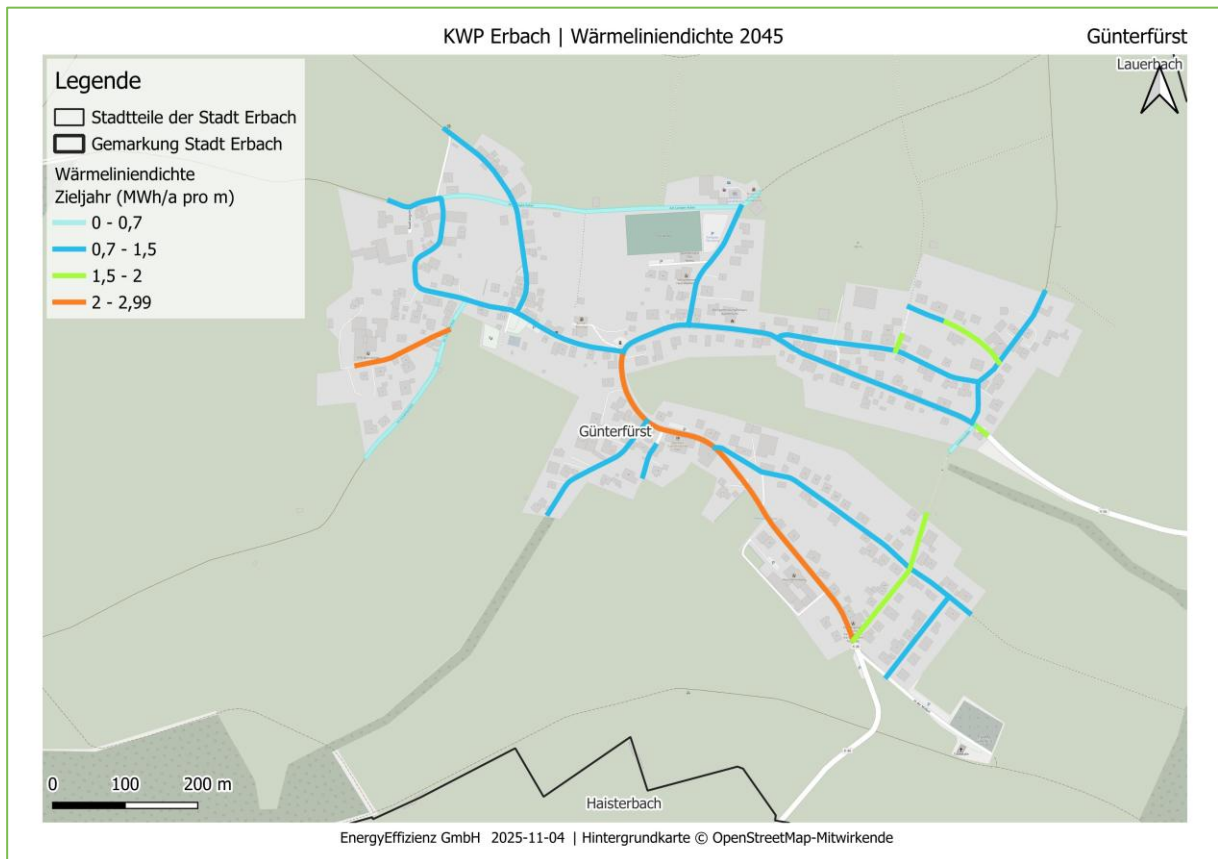 KWP Erbach | Wärmeliniendichte 2045
Günterfürst
Lauerbach
Legende
Stadtteile der Stadt Erbach
Gemarkung Stadt Erbach
Wärmeliniendichte
Zieljahr (MWh/a pro m)
0 - 0,7
0,7 - 1,5
1,5 - 2
2 - 2,99
Günterfürst
0 100 200 m
Haisterbach
EnergyEffizienz GmbH 2025-11-04 | Hintergrundkarte © OpenStreetMap-Mitwirkende